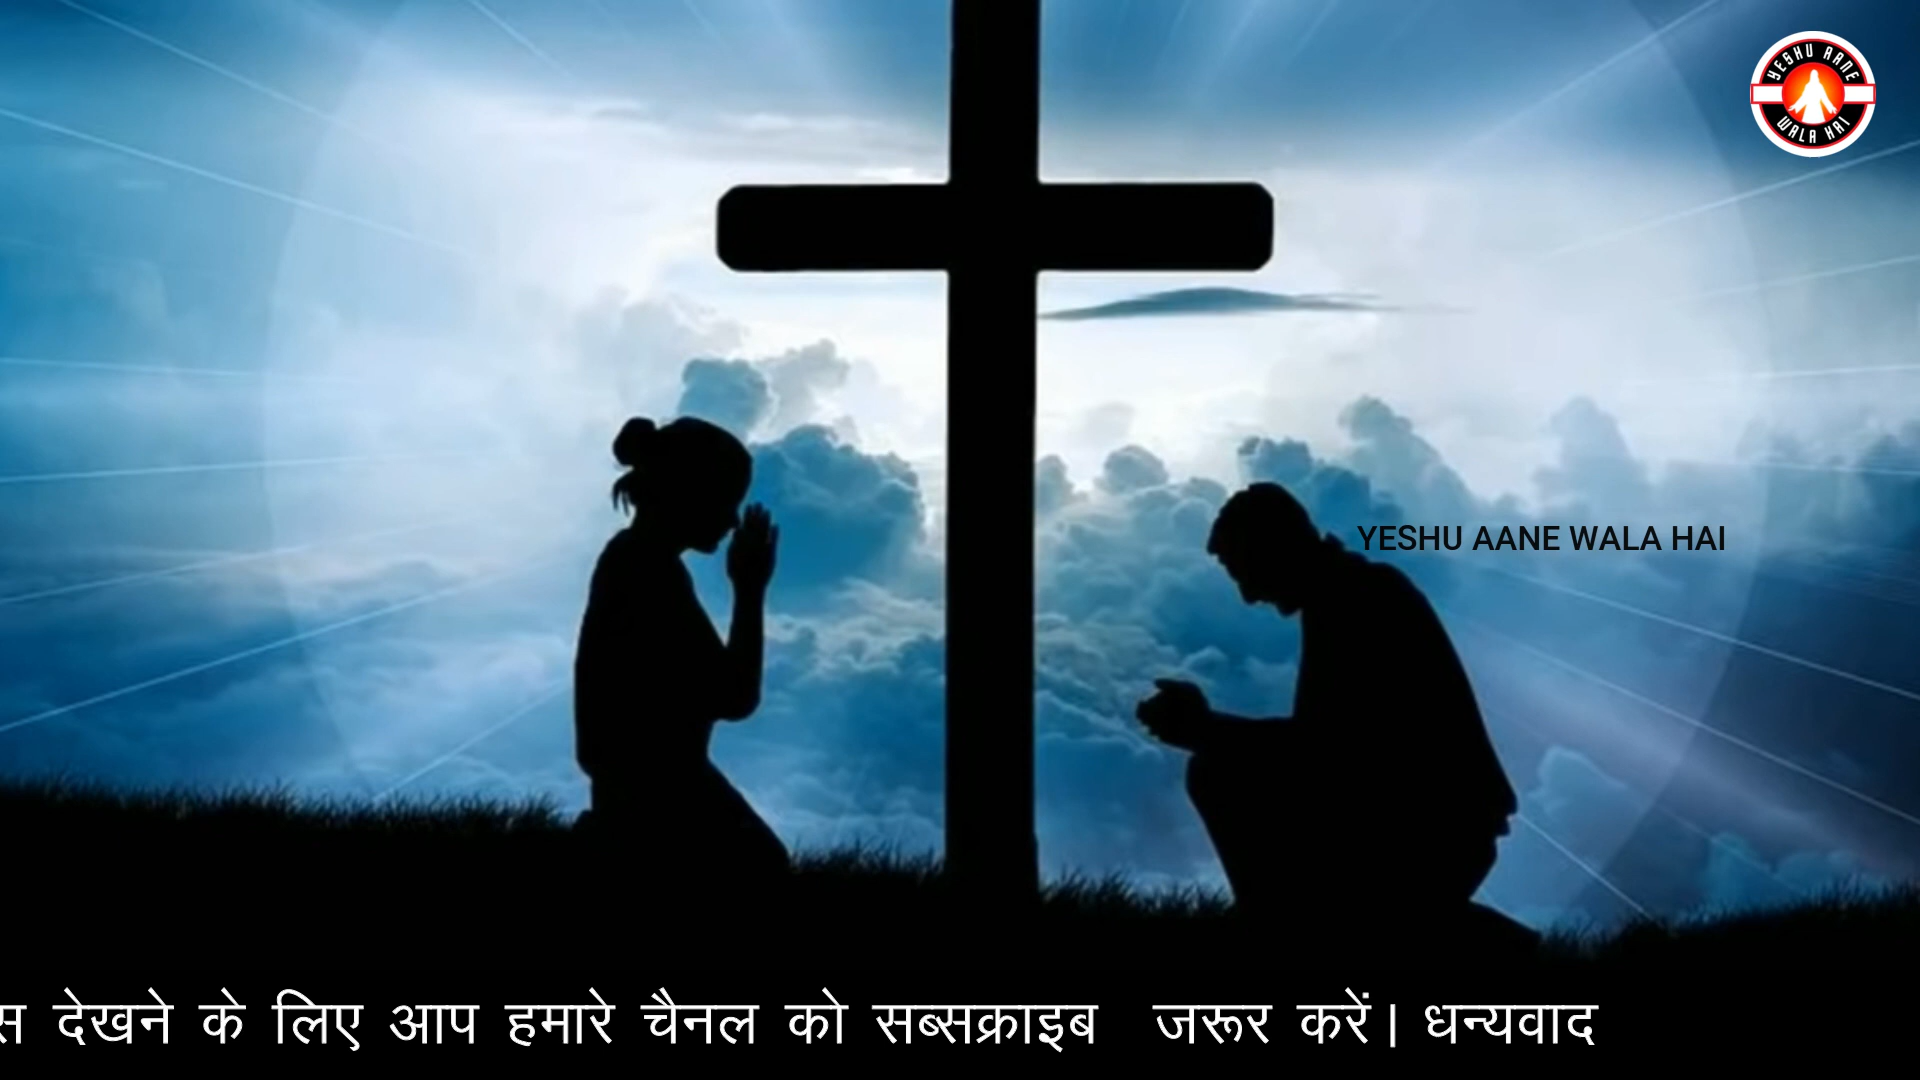 YESHU AANE
WALA HAI
YESHU AANE WALA HAI
देखने के लिए आप हमारे चैनल को सब्सक्राइब जरूर करें| धन्यवाद